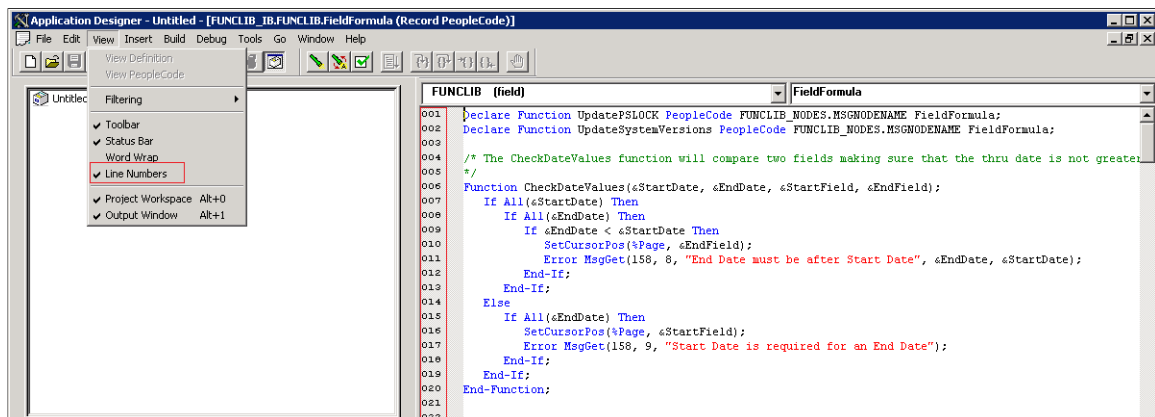 Application Designer - Untitled - [FUNCLIB_IB.FUNCLIB.FieldFormula (Record PeopleCode)]
File Edit View Insert Build Debug Tools Go Window Help
View Definition
View PeopleCode
Filtering
Toolbar
Status Bar
Word Wrap
Line Numbers
Project Workspace Alt+0
Output Window Alt+1
FUNCLIB (field)
FieldFormula
001 Declare Function UpdatePSLOCK PeopleCode FUNCLIB_NODES.MSGNODENAME FieldFormula;
002 Declare Function UpdateSystemVersions PeopleCode FUNCLIB_NODES.MSGNODENAME FieldFormula;
003
004 /* The CheckDateValues function will compare two fields making sure that the thru date is not greater
005 */
006 Function CheckDateValues(&StartDate, &EndDate, &StartField, &EndField);
007 If All(&StartDate) Then
008 If All(&EndDate) Then
009 If &EndDate < &StartDate Then
010 SetCursorPos(%Page, &EndField);
011 Error MsgGet(158, 8, "End Date must be after Start Date", &EndDate, &StartDate);
012 End-If;
013 End-If;
014 Else
015 If All(&EndDate) Then
016 SetCursorPos(%Page, &StartField);
017 Error MsgGet(158, 9, "Start Date is required for an End Date");
018 End-If;
019 End-If;
020 End-Function;
021
022